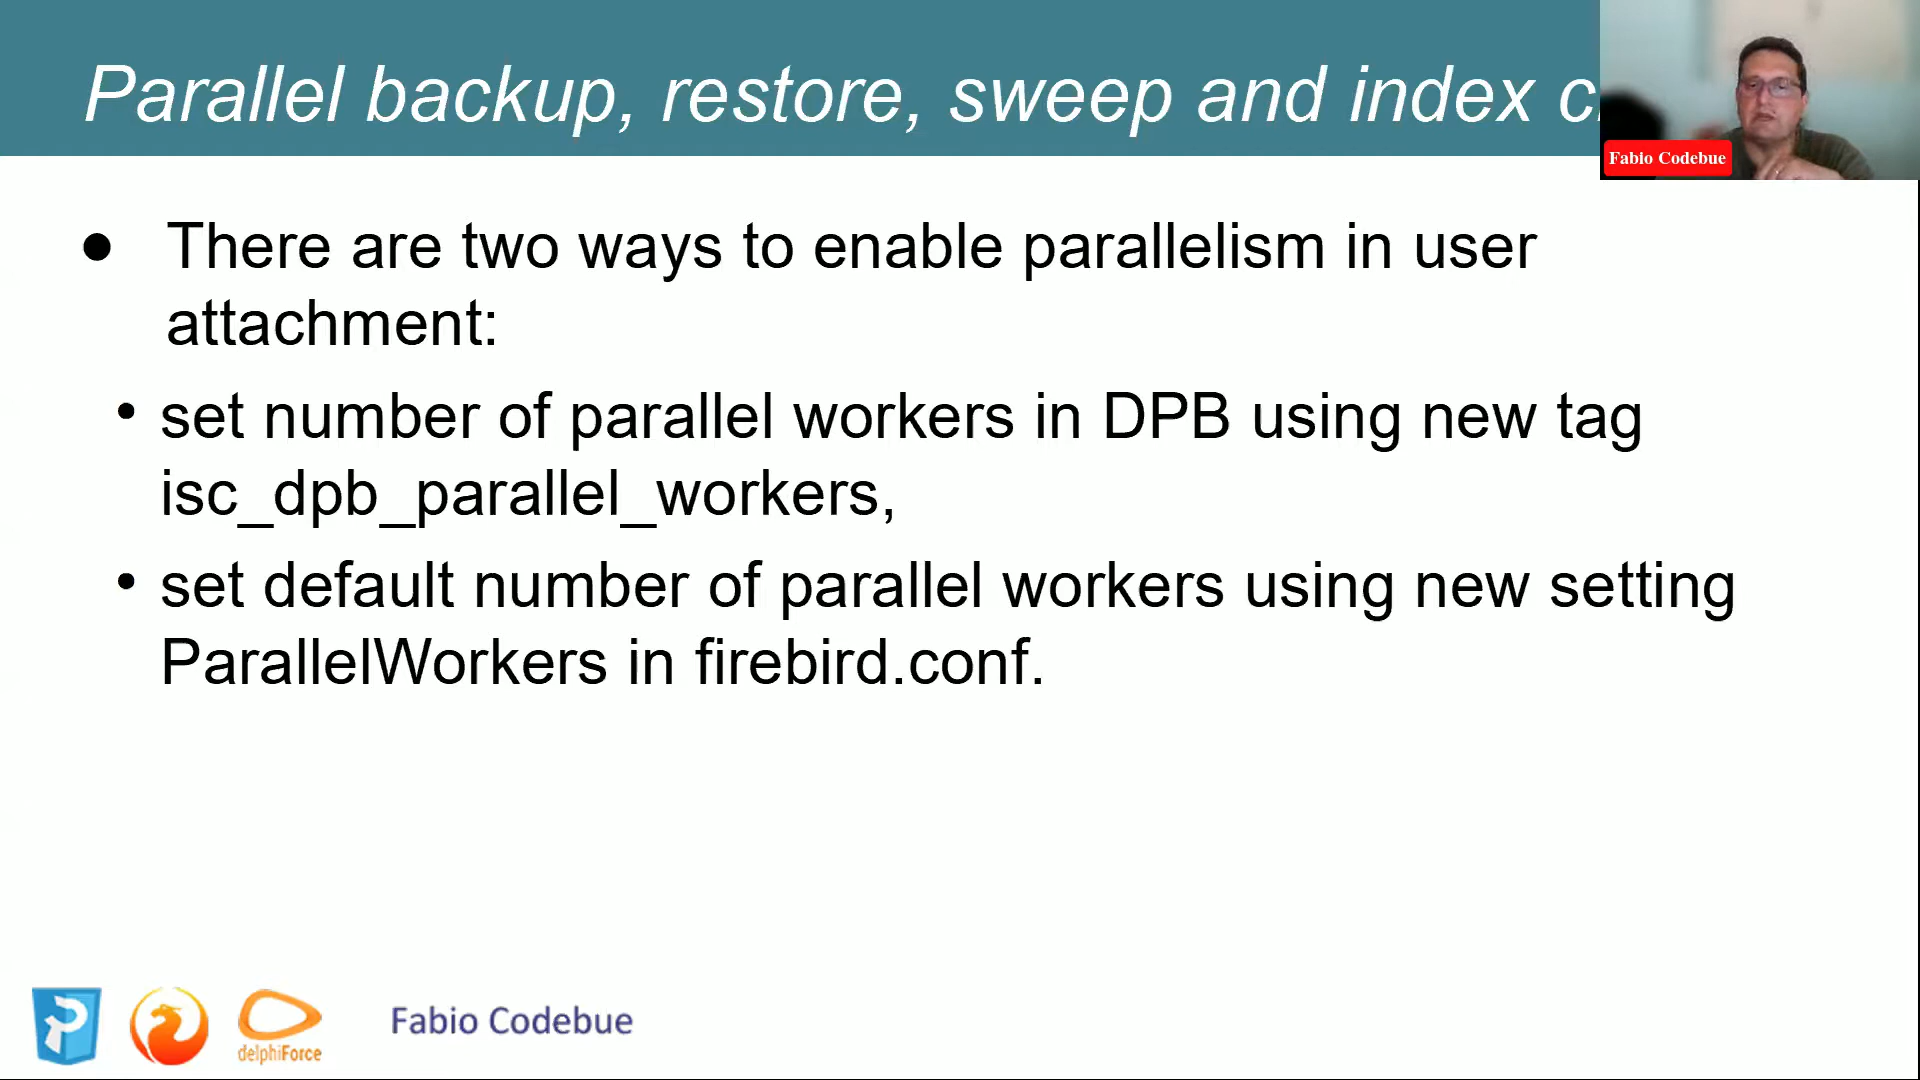 Parallel backup, restore, sweep and index
Fabio Codebue
● There are two ways to enable parallelism in user
attachment:
• set number of parallel workers in DPB using new tag
isc_dpb_parallel_workers,
• set default number of parallel workers using new setting
ParallelWorkers in firebird.conf.
delphiForce
Fabio Codebue